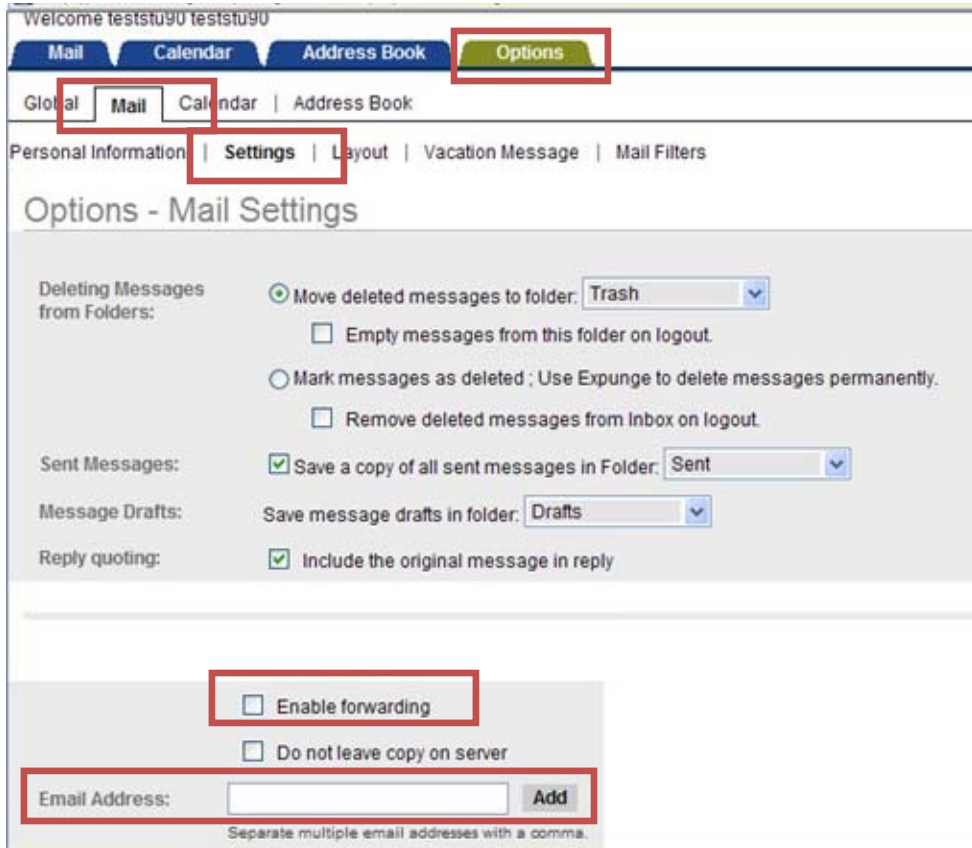 Welcome teststu90 teststu90
Mail Calendar Address Book Options
Global Mail Calendar | Address Book
Personal Information | Settings | Layout | Vacation Message | Mail Filters
Options - Mail Settings
Deleting Messages from Folders:
Move deleted messages to folder: Trash
Empty messages from this folder on logout.
Mark messages as deleted ; Use Expunge to delete messages permanently.
Remove deleted messages from Inbox on logout.
Sent Messages: Save a copy of all sent messages in Folder: Sent
Message Drafts: Save message drafts in folder: Drafts
Reply quoting: Include the original message in reply
Enable forwarding
Do not leave copy on server
Email Address: Add
Separate multiple email addresses with a comma.